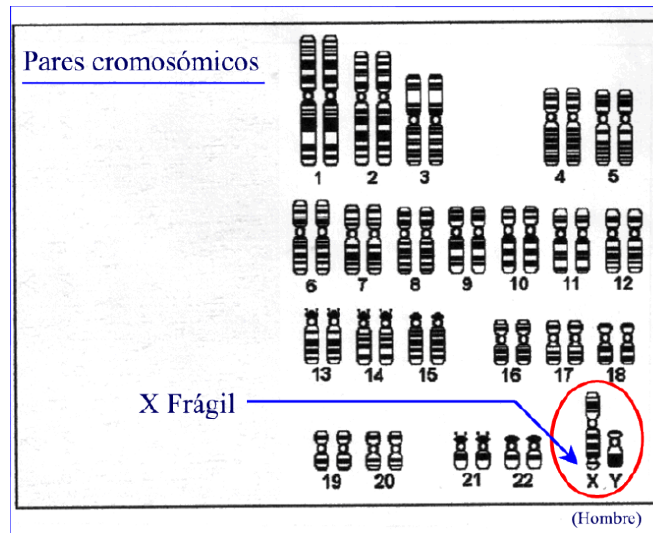 Pares cromosómicos
1 2 3 4 5
6 7 8 9 10 11 12
13 14 15 16 17 18
X Frágil
19 20 21 22 X Y
(Hombre)